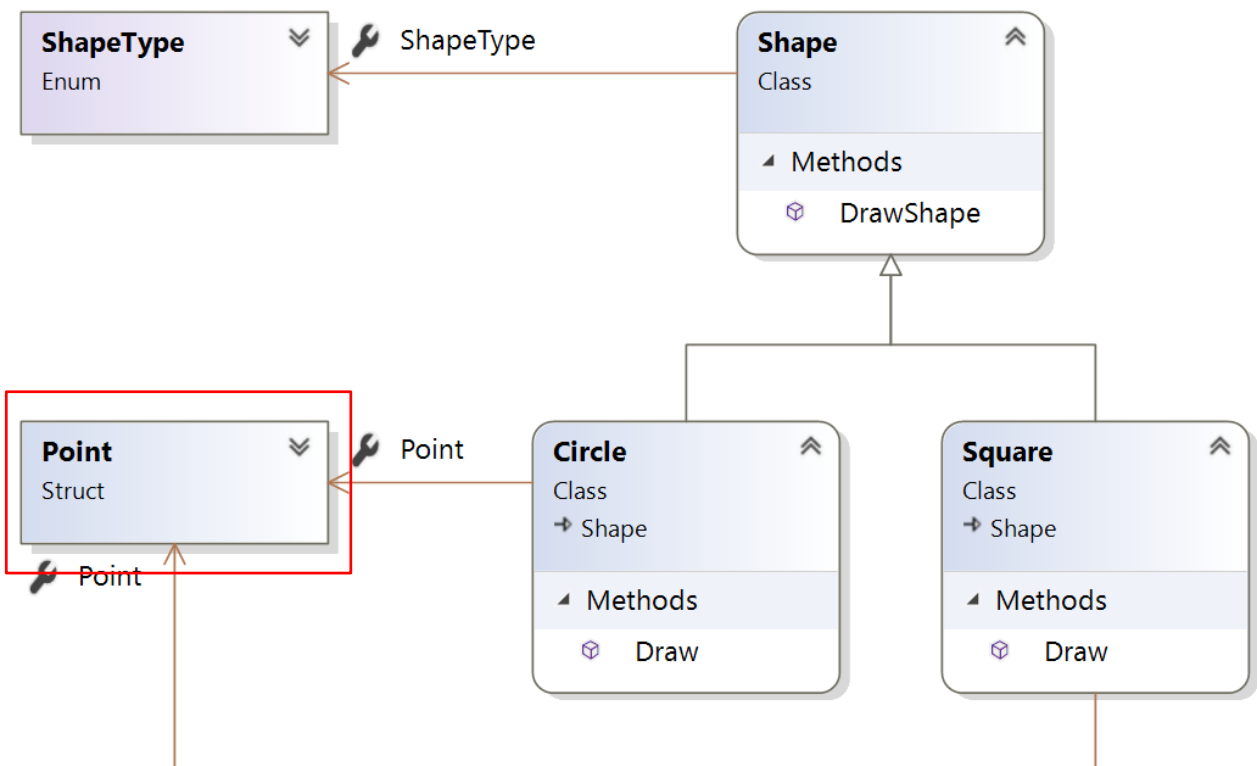 ShapeType
Enum
ShapeType
Shape
Class
Methods
DrawShape
Point
Struct
Point
Point
Circle
Class
Shape
Methods
Draw
Square
Class
Shape
Methods
Draw